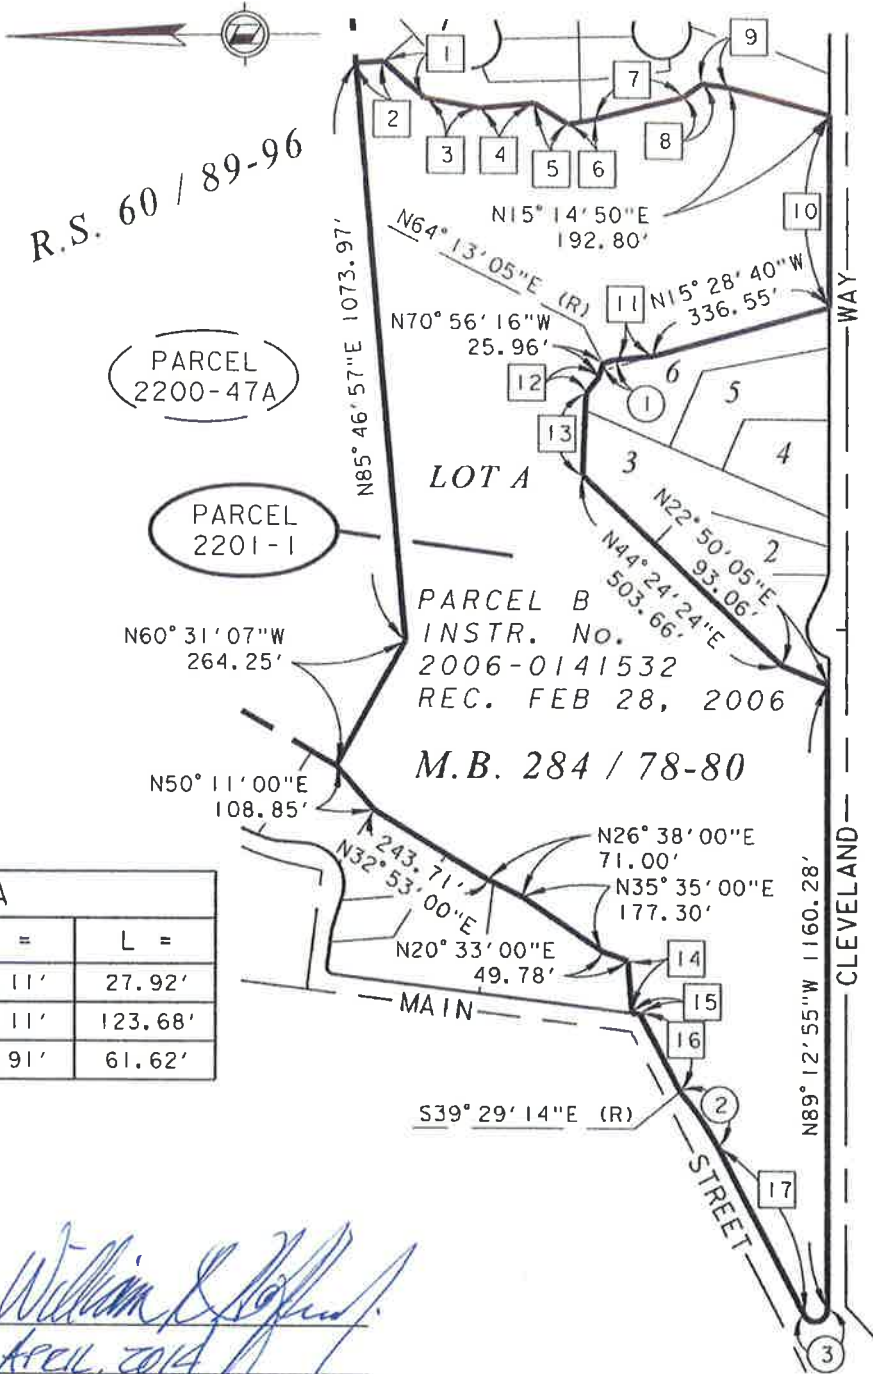 1
9
2
7
3
4
5
6
8
R.S. 60 / 89-96
N15°14'50"E
192.80'
10
N64°13'05"E (R)
11
N15°28'40"W
336.55'
WAY
N70°56'16"W
25.96'
N85°46'57"E 1073.97'
PARCEL
2200-47A
12
6
1
5
13
3
4
LOT A
PARCEL
2201-1
N22°50'05"E
93.06'
2
N44°24'24"E
503.66'
PARCEL B
INSTR. No.
2006-0141532
REC. FEB 28, 2006
N60°31'07"W
264.25'
M.B. 284 / 78-80
N50°11'00"E
108.85'
243.71'
N32°53'00"E
N26°38'00"E
71.00'
N35°35'00"E
177.30'
N20°33'00"E
49.78'
14
15
16
MAIN
CLEVELAND
N89°12'55"W 1160.28'
A
= L =
11' 27.92'
11' 123.68'
91' 61.62'
S39°29'14"E (R)
2
17
STREET
3
William
APRIL, 2014